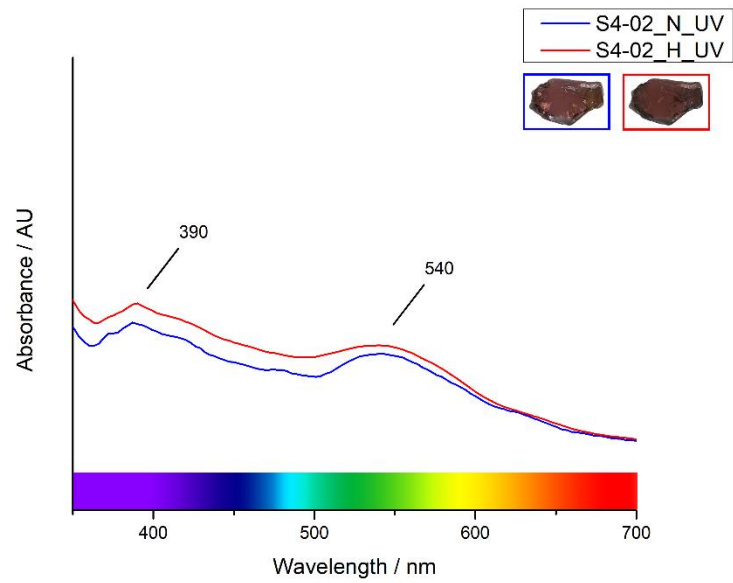 S4-02_N_UV
S4-02_H_UV
390
540
Absorbance / AU
400 500 600 700
Wavelength / nm